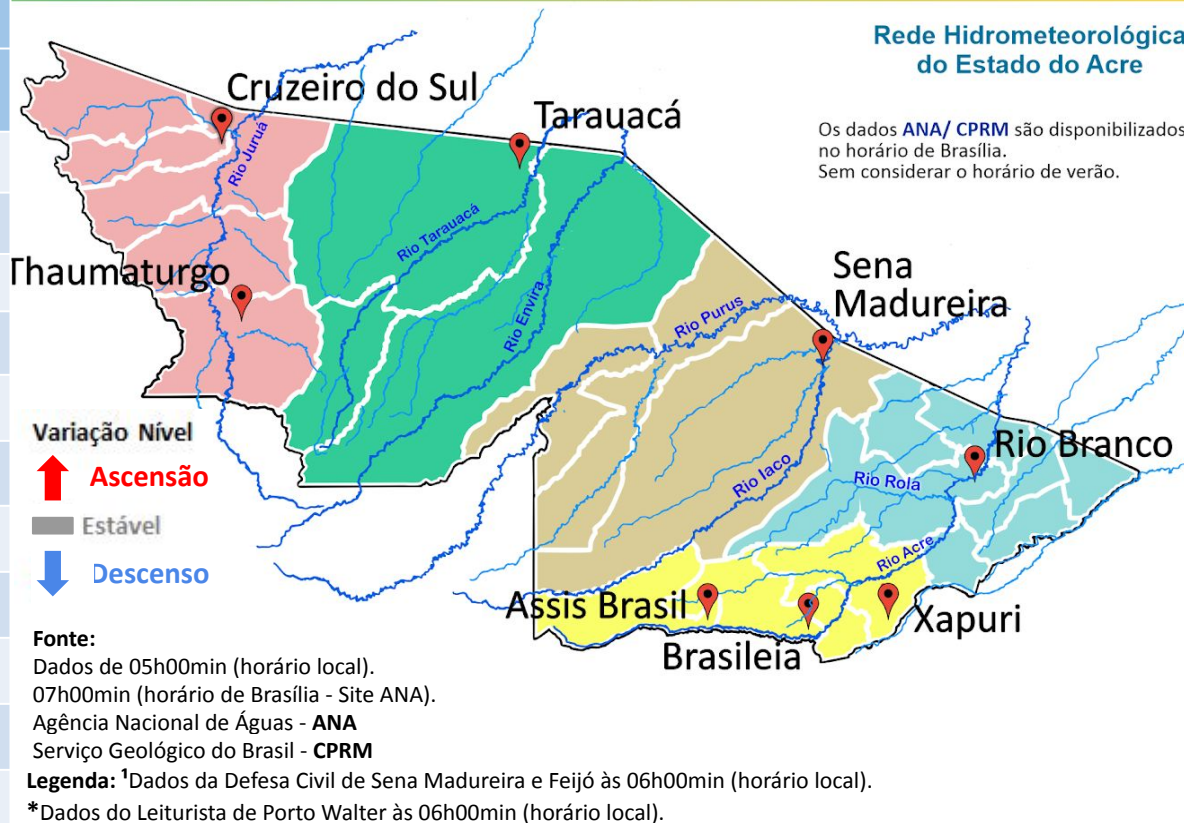 Rede Hidrometeorológica
do Estado do Acre
Os dados ANA/ CPRM são disponibilizados
no horário de Brasília.
Sem considerar o horário de verão.
Cruzeiro do Sul
Tarauacá
Rio Juruá
Rio Tarauacá
Thaumaturgo
Rio Envira
Sena
Madureira
Rio Purus
Rio Branco
Rio Iaco
Rio Rola
Rio Acre
Assis Brasil
Xapuri
Brasileia
Variação Nível
Ascensão
Estável
Descenso
Fonte:
Dados de 05h00min (horário local).
07h00min (horário de Brasília - Site ANA).
Agência Nacional de Águas - ANA
Serviço Geológico do Brasil - CPRM
Legenda: ¹Dados da Defesa Civil de Sena Madureira e Feijó às 06h00min (horário local).
*Dados do Leiturista de Porto Walter às 06h00min (horário local).